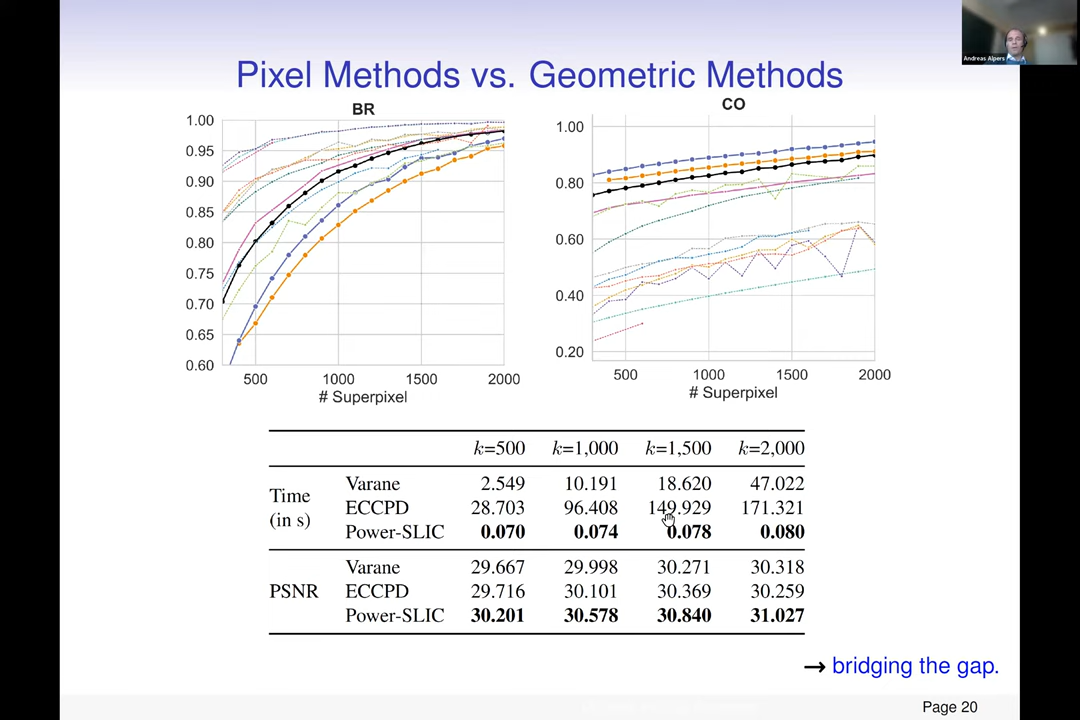 Andreas Alpers
Pixel Methods vs. Geometric Methods
BR
1.00
0.95
0.90
0.85
0.80
0.75
0.70
0.65
0.60
500 1000 1500 2000
# Superpixel
CO
1.00
0.80
0.60
0.40
0.20
500 1000 1500 2000
# Superpixel
k=500 k=1,000 k=1,500 k=2,000
Time (in s)
Varane 2.549 10.191 18.620 47.022
ECCPD 28.703 96.408 149.929 171.321
Power-SLIC 0.070 0.074 0.078 0.080
PSNR
Varane 29.667 29.998 30.271 30.318
ECCPD 29.716 30.101 30.369 30.259
Power-SLIC 30.201 30.578 30.840 31.027
→ bridging the gap.
Page 20